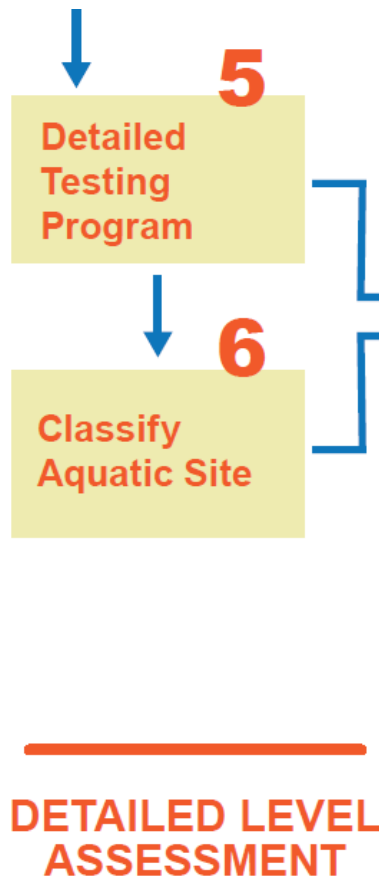 5
Detailed
Testing
Program
6
Classify
Aquatic Site
DETAILED LEVEL
ASSESSMENT